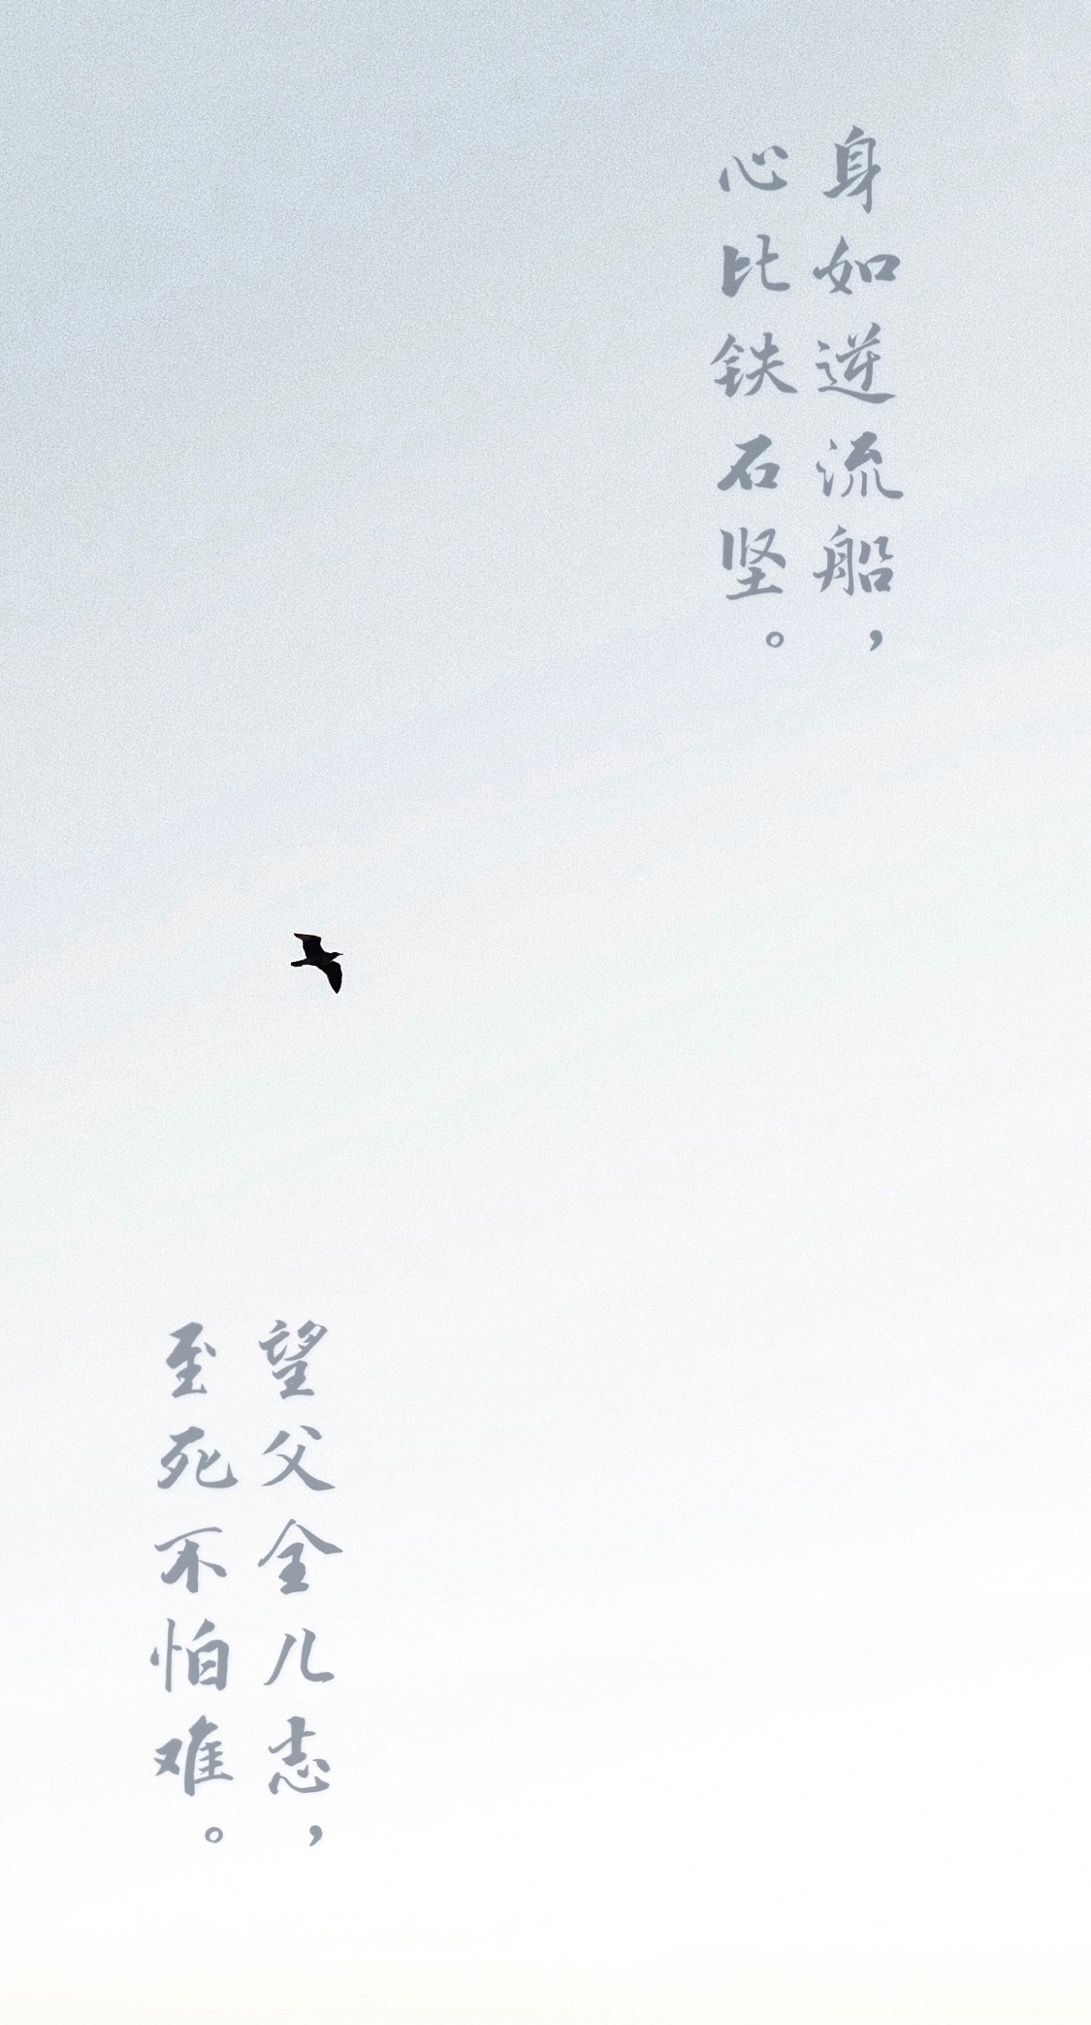 身如逆流船，
心比铁石坚。
望父全儿志，
至死不怕难。